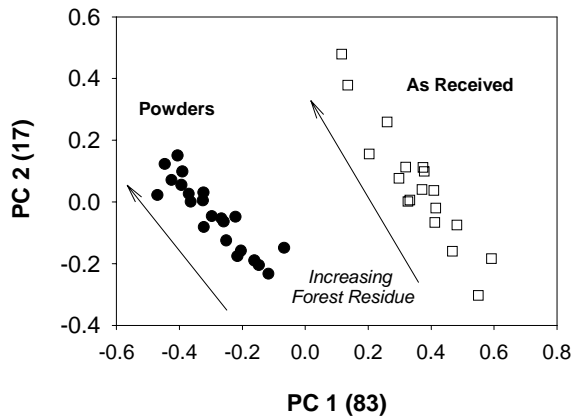 0.6
As Received
0.4
Powders
0.2
PC 2 (17)
0.0
-0.2
Increasing
Forest Residue
-0.4
-0.6 -0.4 -0.2 0.0 0.2 0.4 0.6 0.8
PC 1 (83)